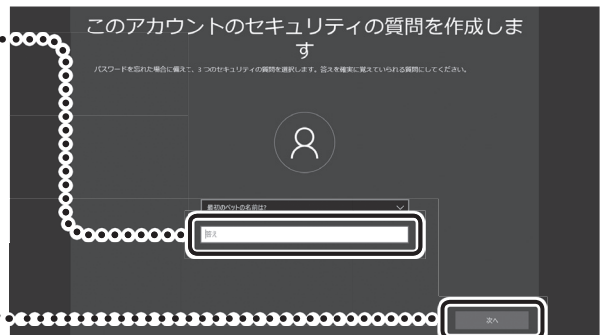 このアカウントのセキュリティの質問を作成しま
す
パスワードを忘れた場合に備えて、3 つのセキュリティの質問を選択します。答えを確実に覚えていられる質問にしてください。
最初のペットの名前は?
答え
次へ